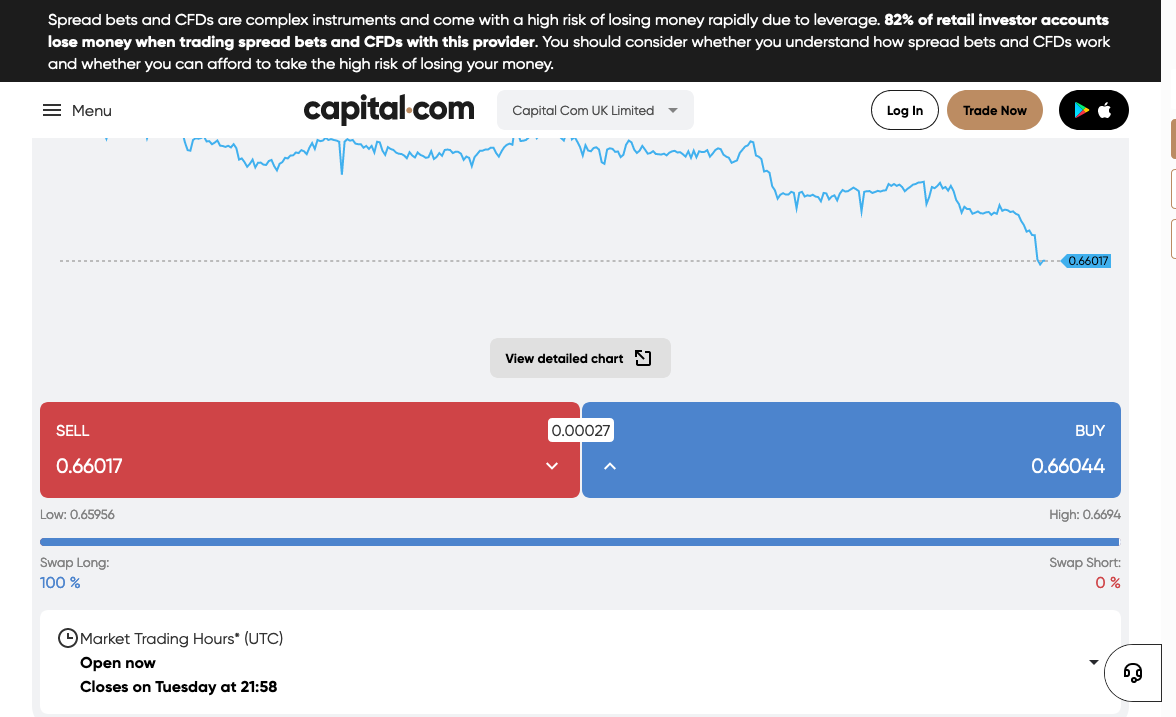 Spread bets and CFDs are complex instruments and come with a high risk of losing money rapidly due to leverage. 82% of retail investor accounts
lose money when trading spread bets and CFDs with this provider. You should consider whether you understand how spread bets and CFDs work
and whether you can afford to take the high risk of losing your money.
Menu
capital.com
Capital Com UK Limited
Log In
Trade Now
0.66017
View detailed chart
SELL
0.00027
BUY
0.66017
0.66044
Low: 0.65956
High: 0.6694
Swap Long:
Swap Short:
100 %
0 %
Market Trading Hours* (UTC)
Open now
Closes on Tuesday at 21:58